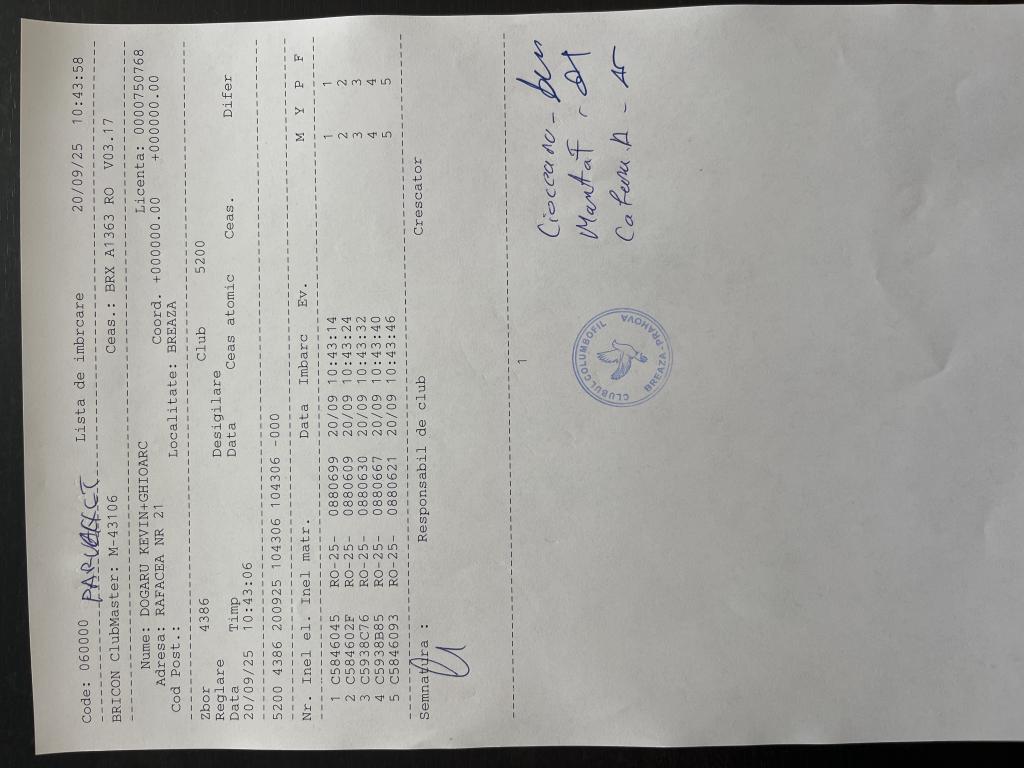 Code: 060000 Lista de imbrcare 20/09/25 10:43:58
BRICON ClubMaster: M-43106 Ceas.: BRX A1363 RO V03.17
Nume: DOGARU KEVIN+GHIOARC Licenta: 0000750768
Adresa: RAFACEA NR 21 Coord. +000000.00 +000000.00
Cod Post.: Localitate: BREAZA
Zbor 4386 Club 5200
Reglare Desigilare
Data Timp Data Ceas atomic Ceas. Difer
20/09/25 10:43:06
5200 4386 200925 104306 104306 -000
Nr. Inel el. Inel matr. Data Imbarc Ev. M Y P F
1 C5846045 RO-25- 0880699 20/09 10:43:14 1 1
2 C584602F RO-25- 0880609 20/09 10:43:24 2 2
3 C5938C76 RO-25- 0880630 20/09 10:43:32 3 3
4 C5938B85 RO-25- 0880667 20/09 10:43:40 4 4
5 C5846093 RO-25- 0880621 20/09 10:43:46 5 5
Semnatura : Responsabil de club Crescator
1
CLUBUL COLUMBOFIL
BREAZA-PRAHOVA